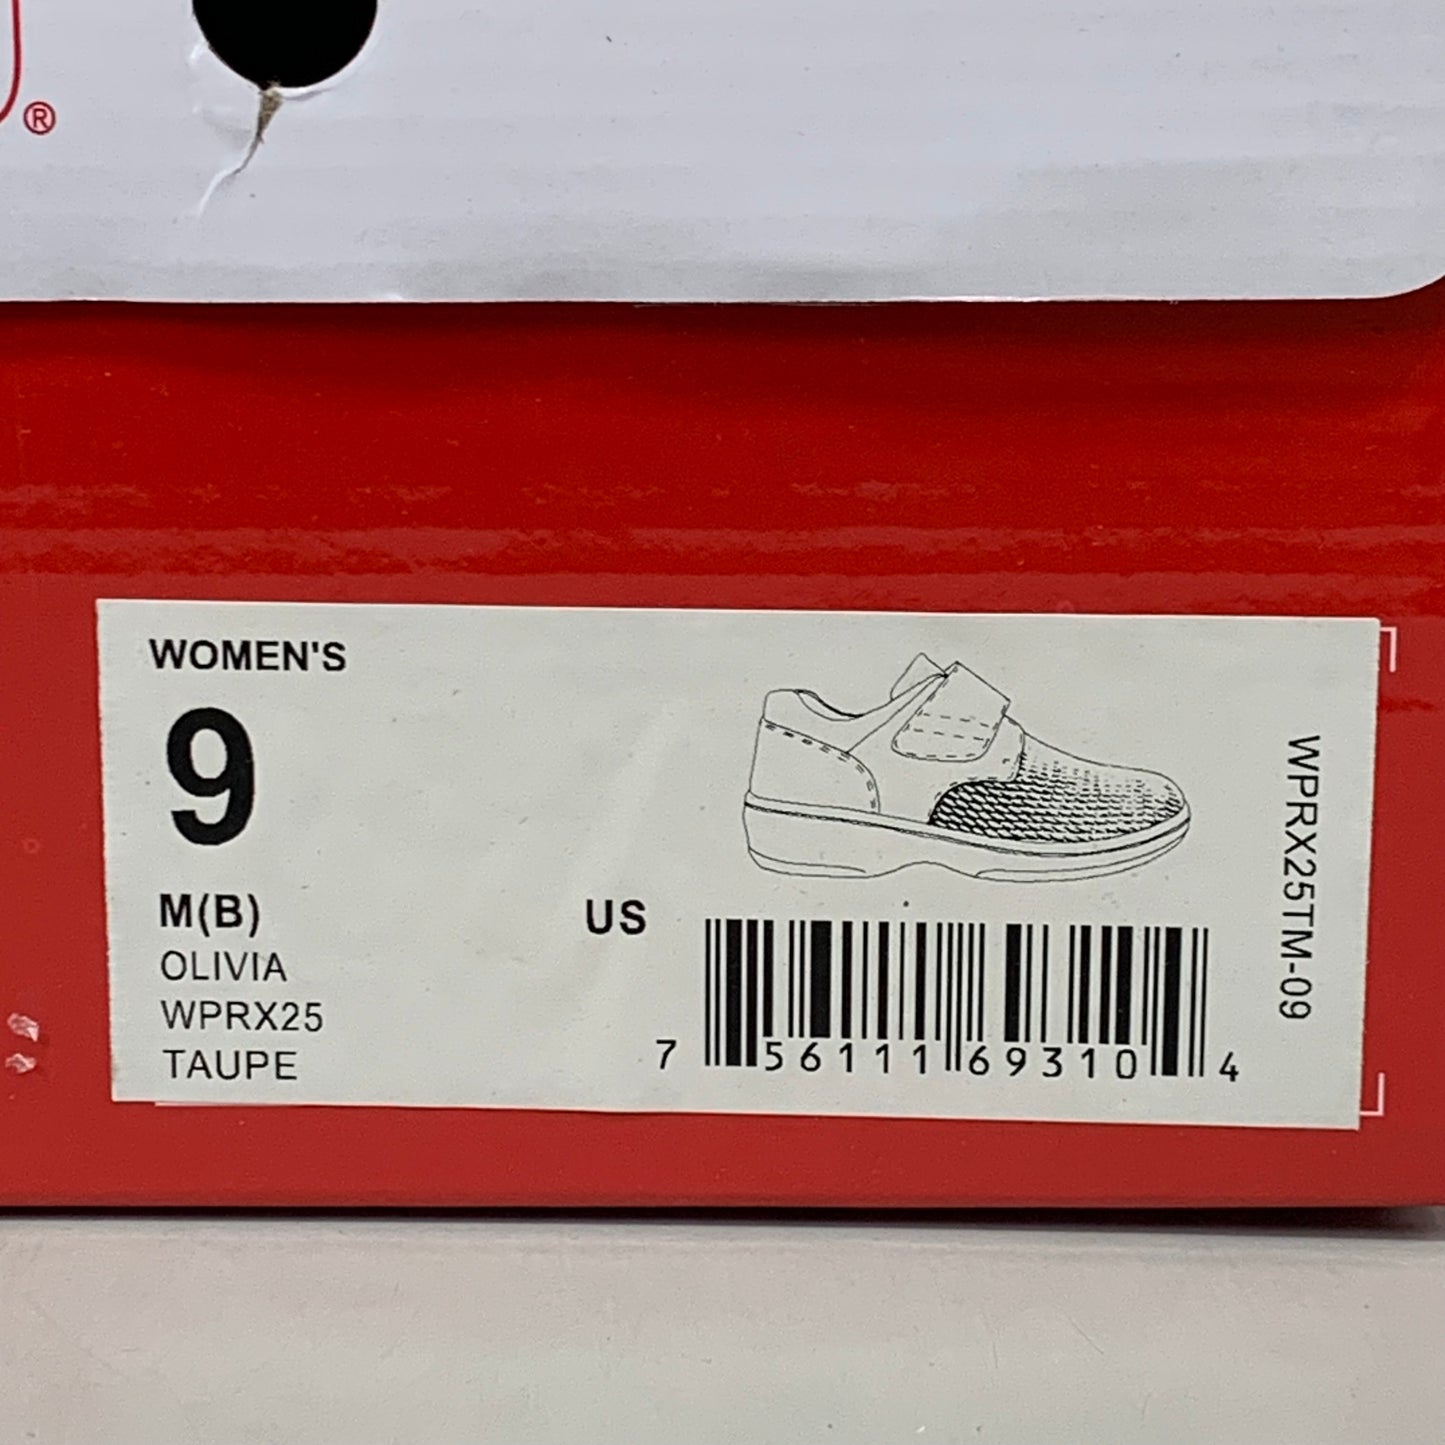 ®
WOMEN'S
9
M(B)
US
OLIVIA
WPRX25
TAUPE
7 56111 69310 4
WPRX25TM-09